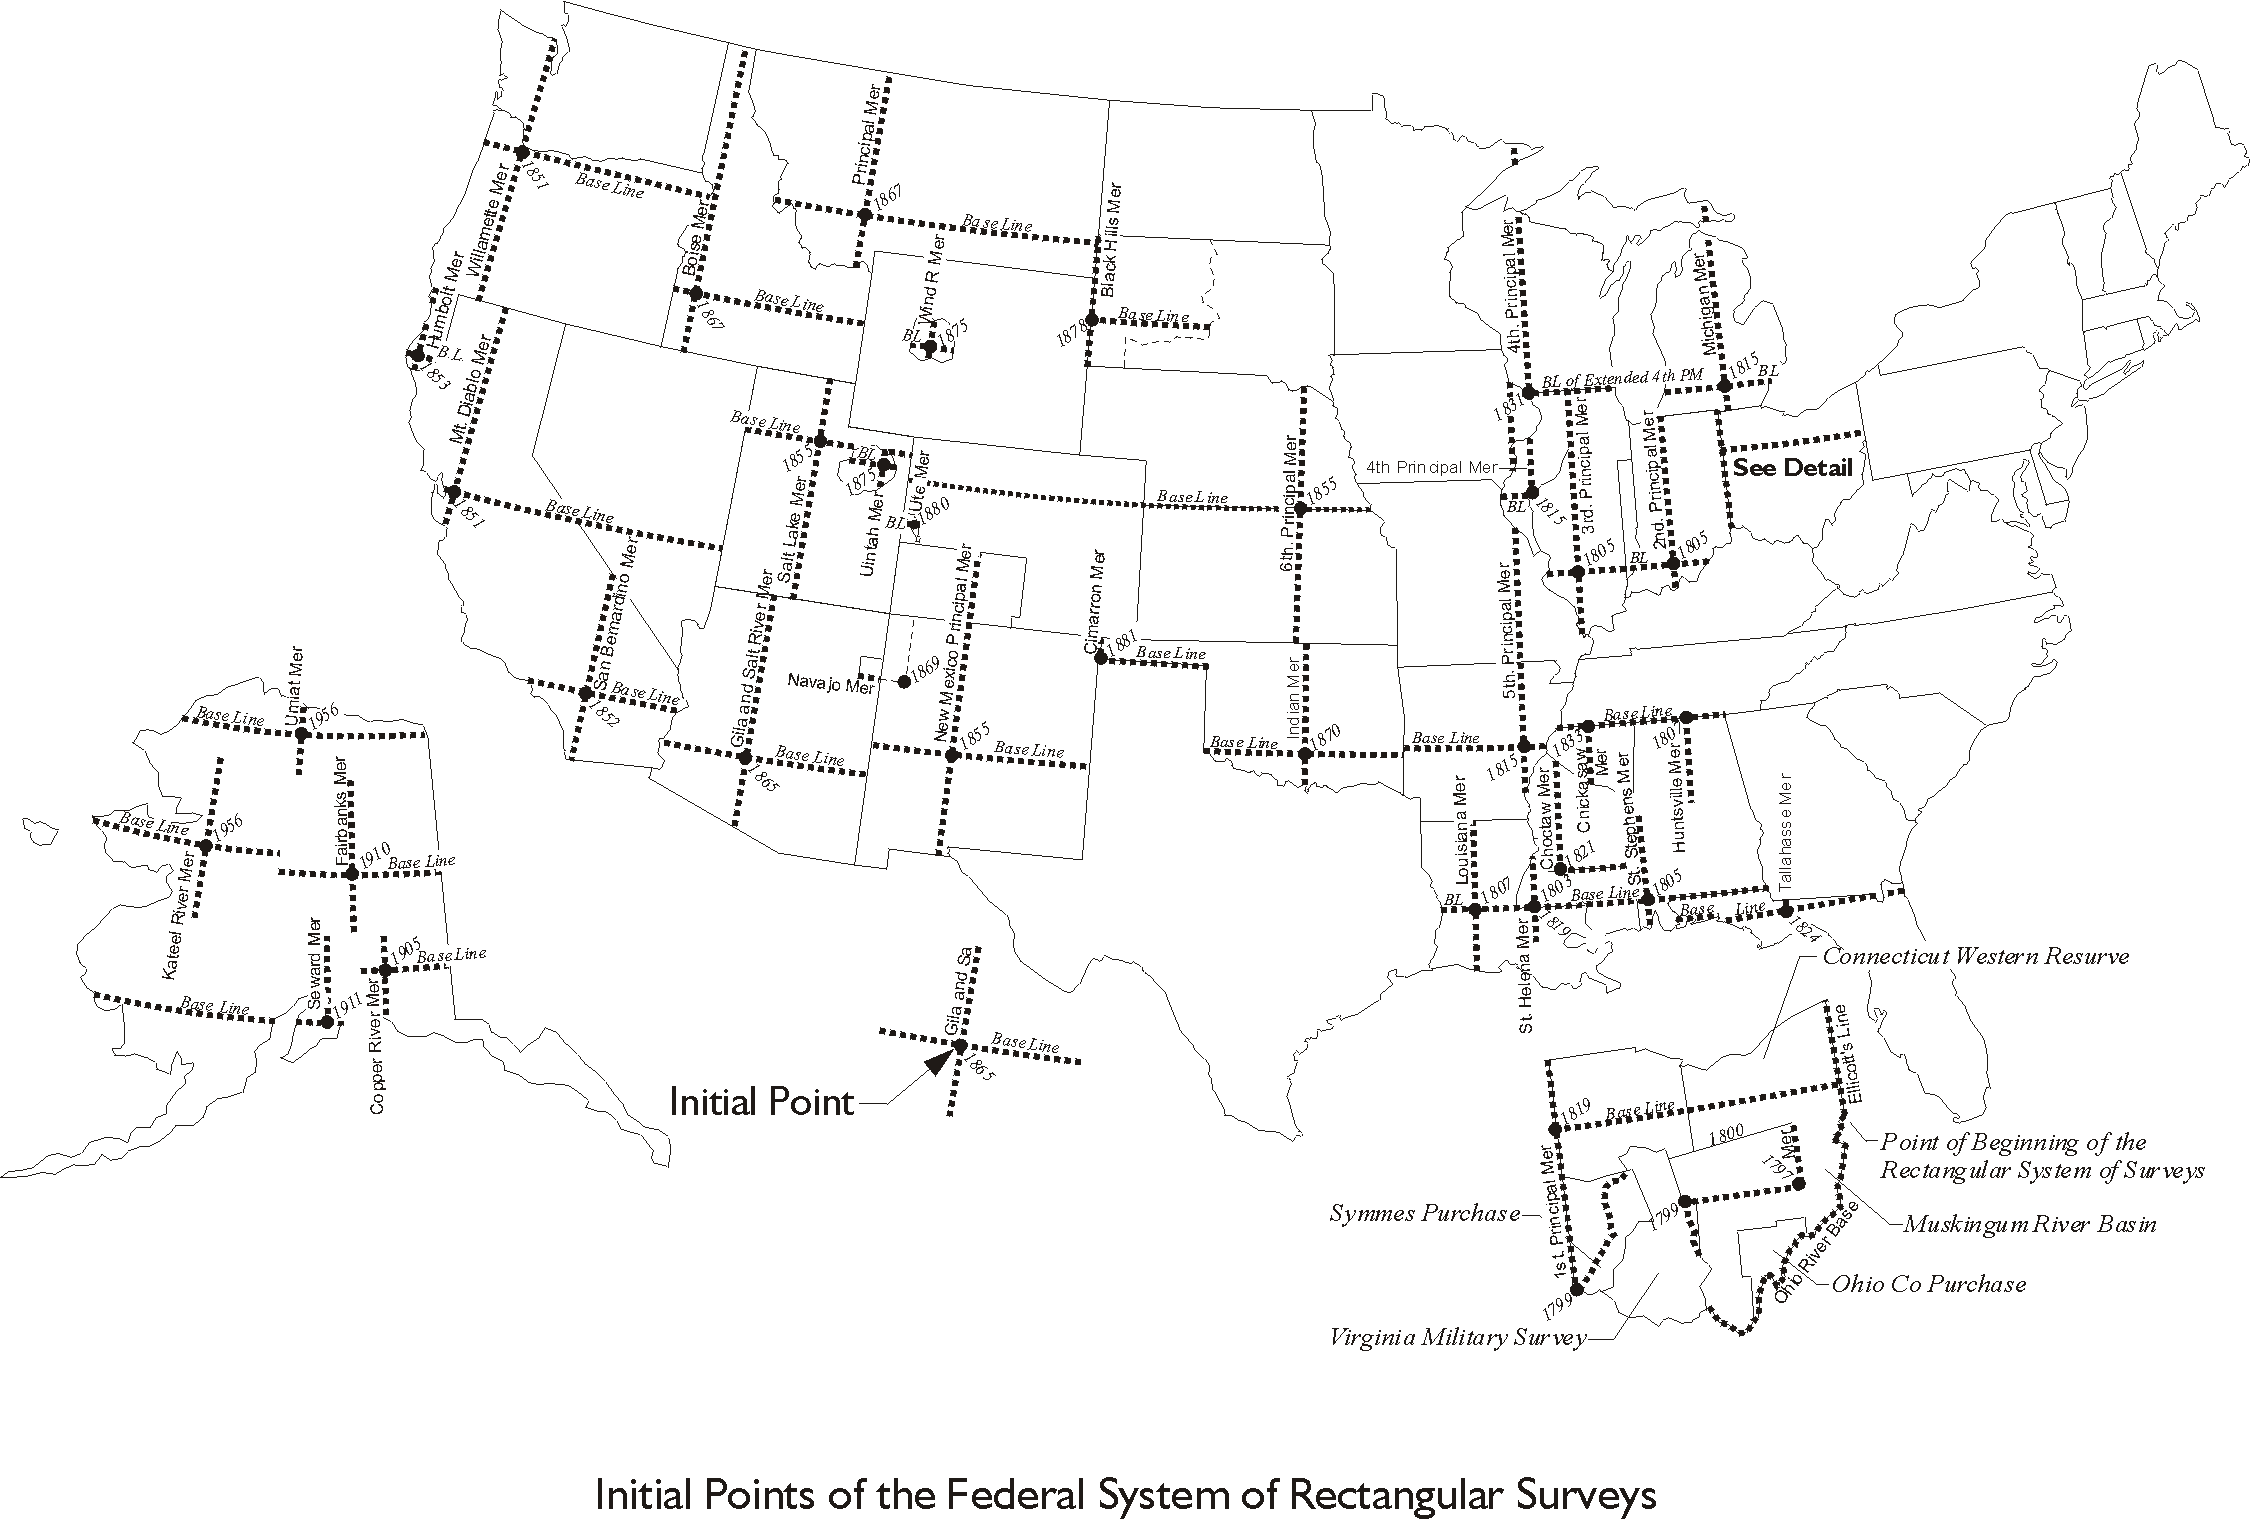 Willamette Mer
1851
Base Line
Principal Mer
1867
Base Line
Boise Mer
1867
Base Line
Humbolt Mer
B.L.
1853
Mt. Diablo Mer
1851
Base Line
Wind R Mer
BL
1875
Black Hills Mer
1878
Base Line
Base Line
1855
Salt Lake Mer
BL
1875
Uintah Mer
Ute Mer
BL
1880
San Bernardino Mer
Base Line
1852
Gila and Salt River Mer
Base Line
1865
Navajo Mer
1869
New Mexico Principal Mer
1855
Base Line
Cimarron Mer
1881
Base Line
6th. Principal Mer
Base Line
1855
Indian Mer
Base Line
1870
4th. Principal Mer
1831
BL of Extended 4th PM
Michigan Mer
1815
BL
4th Principal Mer
BL
1815
3rd. Principal Mer
1805
BL
2nd. Principal Mer
1805
See Detail
5th. Principal Mer
Base Line
1815
Base Line
1833
Chickasaw
Mer
1807
Huntsville Mer
Choctaw Mer
1821
St. Stephens Mer
1805
Louisiana Mer
BL
1807
1803
Base Line
1819
St. Helena Mer
Tallahassee Mer
Base Line
1824
Umiat Mer
Base Line
1956
Base Line
1956
Kateel River Mer
Fairbanks Mer
1910
Base Line
Seward Mer
Base Line
1911
1905
Base Line
Copper River Mer
Gila and Sa
Base Line
1865
Initial Point
Connecticut Western Resurve
Ellicott's Line
1819
Base Line
1800
Mer
1797
1799
1st. Principal Mer
1799
Point of Beginning of the
Rectangular System of Surveys
Symmes Purchase
Muskingum River Basin
Ohio River Base
Ohio Co Purchase
Virginia Military Survey
Initial Points of the Federal System of Rectangular Surveys